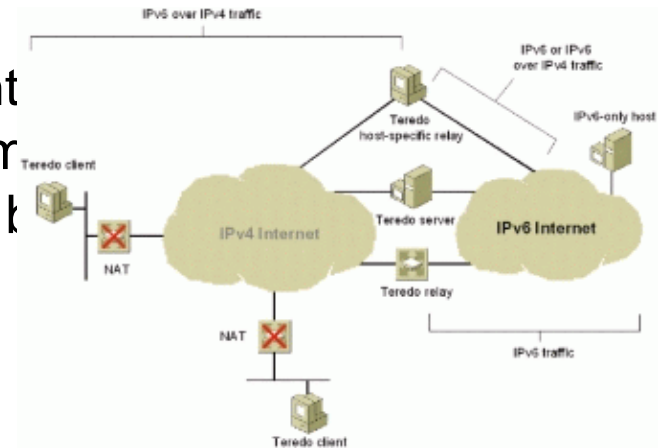 IPv6 over IPv4 traffic
IPv6 or IPv6
over IPv4 traffic
Teredo
host-specific relay
IPv6-only host
Teredo client
IPv4 Internet
Teredo server
IPv6 Internet
NAT
Teredo relay
NAT
IPv6 traffic
Teredo client